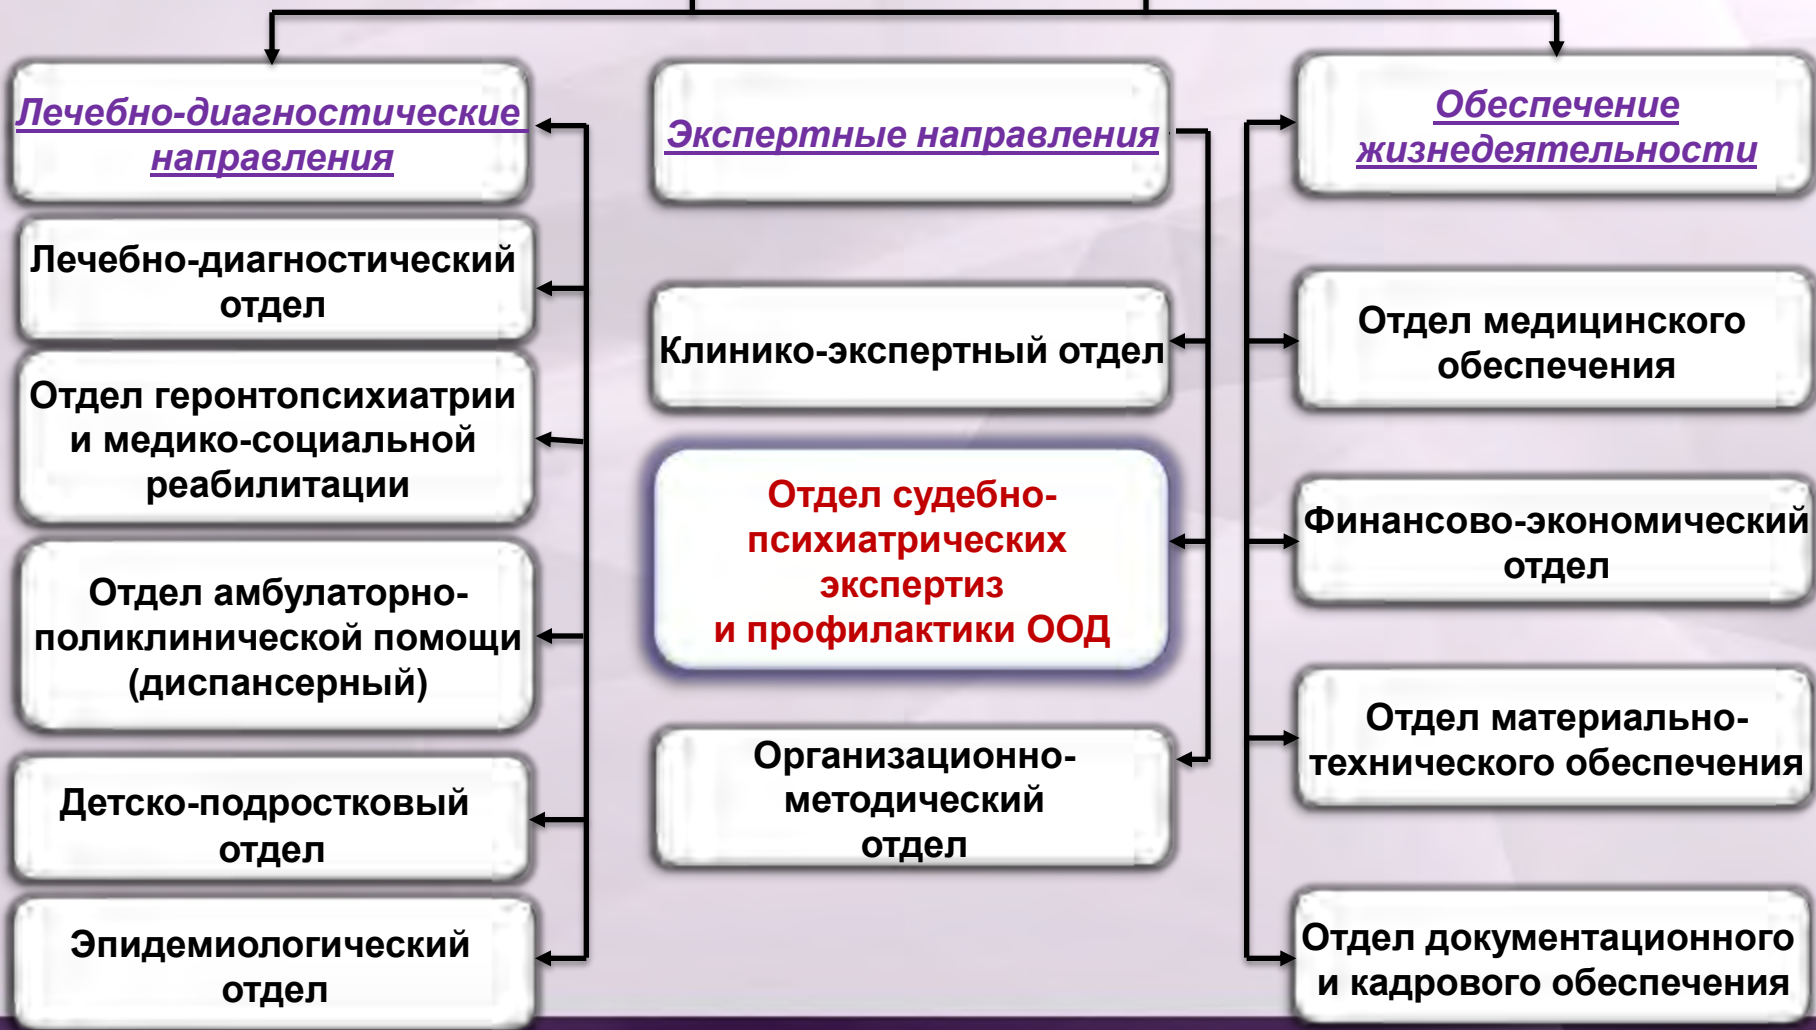 Лечебно-диагностические
направления
Лечебно-диагностический
отдел
Отдел геронтопсихиатрии
и медико-социальной
реабилитации
Отдел амбулаторно-
поликлинической помощи
(диспансерный)
Детско-подростковый
отдел
Эпидемиологический
отдел
Экспертные направления
Клинико-экспертный отдел
Отдел судебно-
психиатрических
экспертиз
и профилактики ООД
Организационно-
методический
отдел
Обеспечение
жизнедеятельности
Отдел медицинского
обеспечения
Финансово-экономический
отдел
Отдел материально-
технического обеспечения
Отдел документационного
и кадрового обеспечения